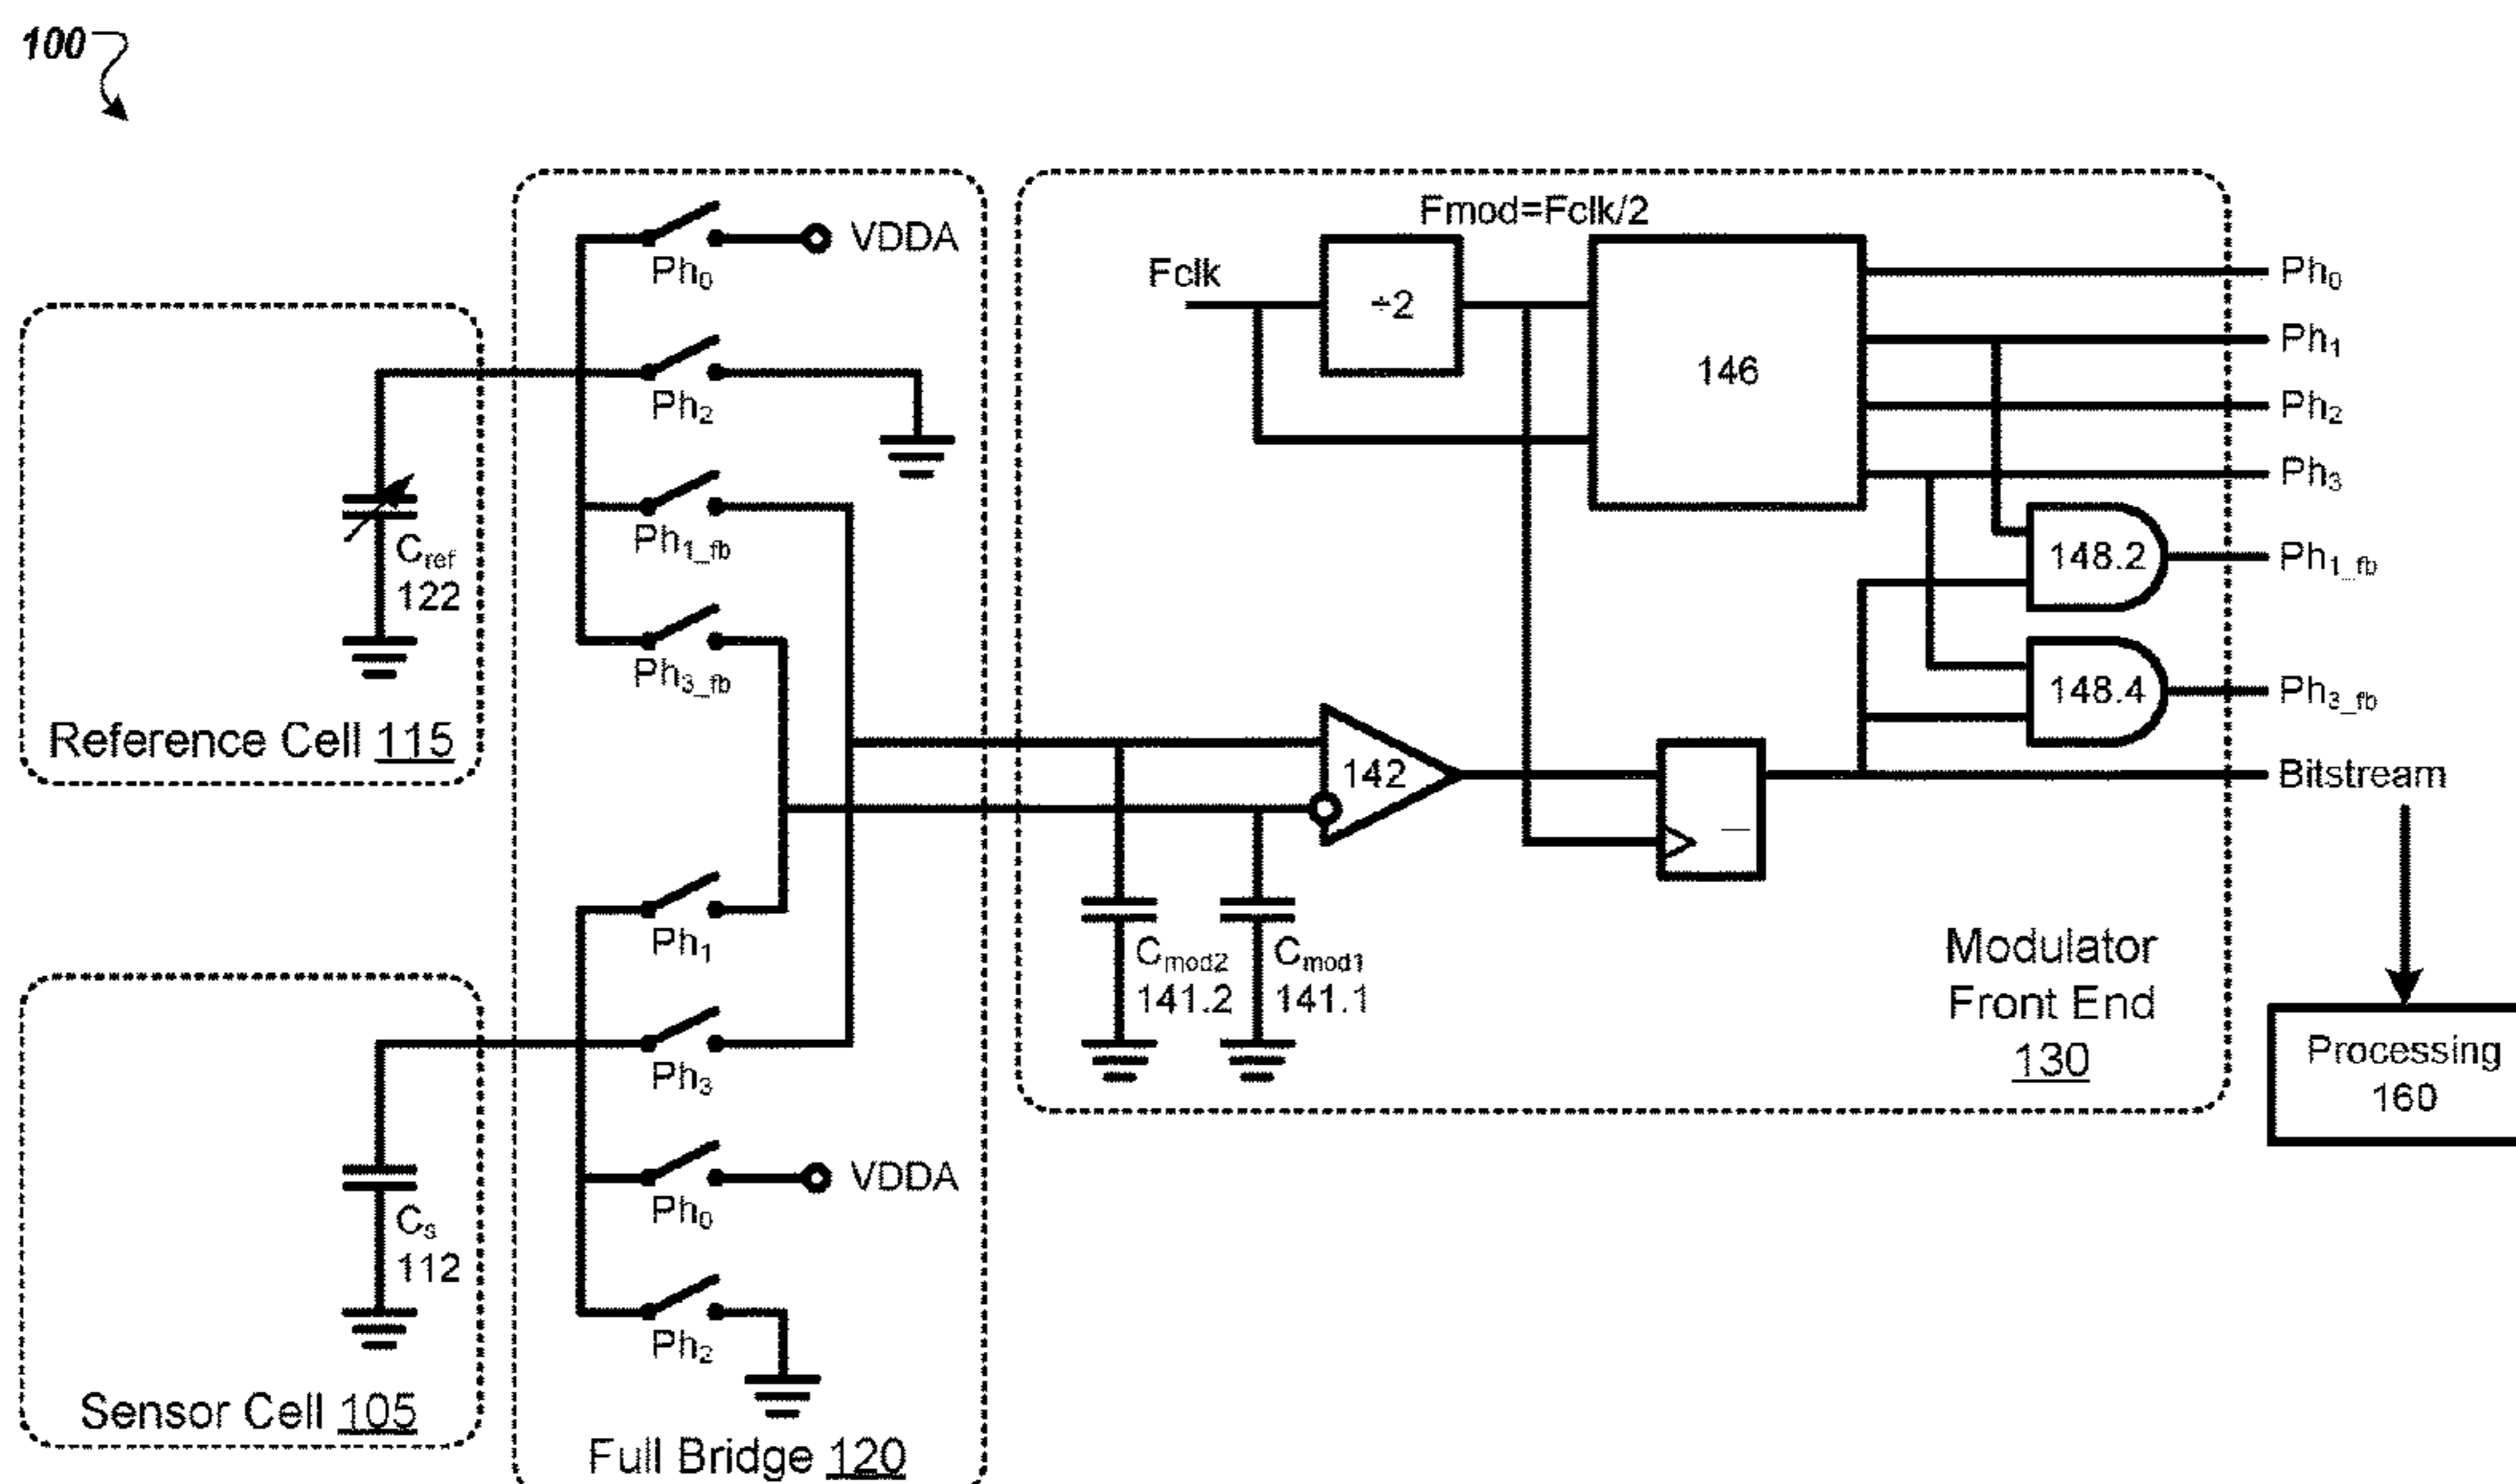 100
Fmod=Fclk/2
VDDA
Ph0
Fclk
÷2
146
Ph0
Ph1
Ph2
Ph3
Ph2
Ph1_fb
Cref
122
148.2
Ph1_fb
Ph3_fb
148.4
Ph3_fb
Reference Cell 115
142
Bitstream
Ph1
Cmod2
141.2
Cmod1
141.1
Modulator
Front End
130
Ph3
Processing
160
VDDA
Ph0
Cs
112
Ph2
Sensor Cell 105
Full Bridge 120